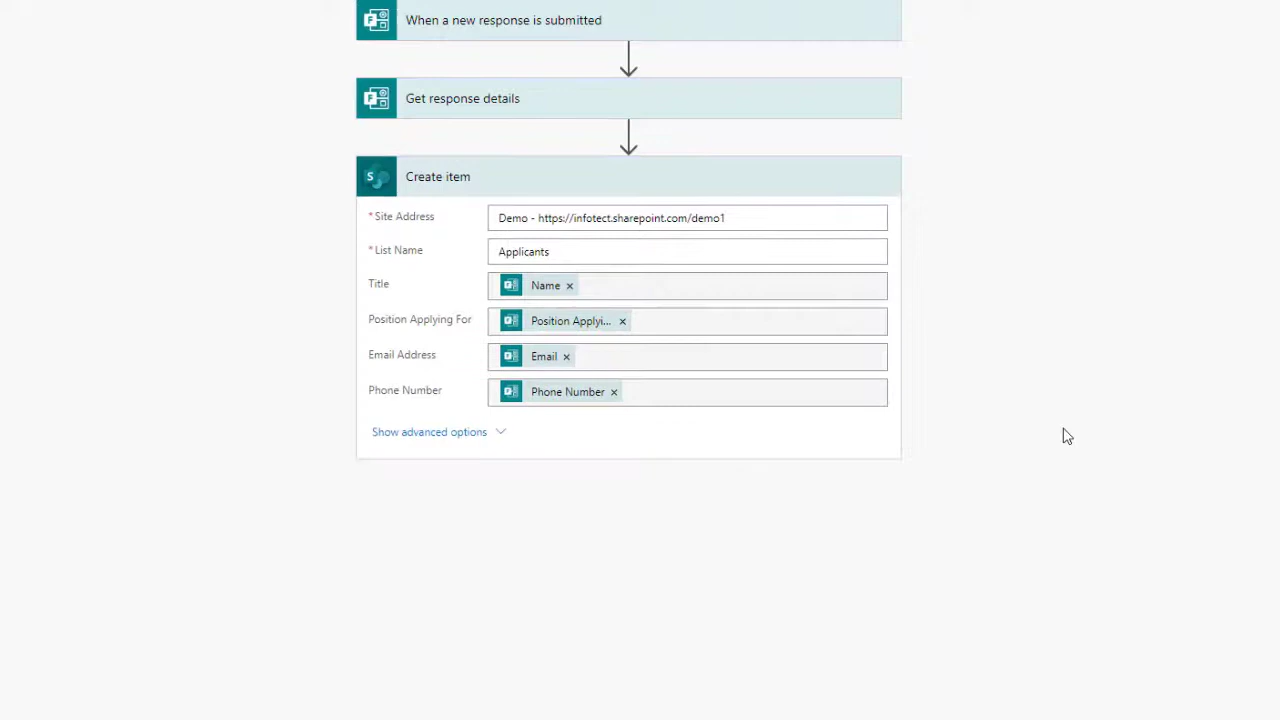 When a new response is submitted
Get response details
S Create item
* Site Address Demo - https://infotect.sharepoint.com/demo1
* List Name Applicants
Title Name ×
Position Applying For Position Applyi... ×
Email Address Email ×
Phone Number Phone Number ×
Show advanced options